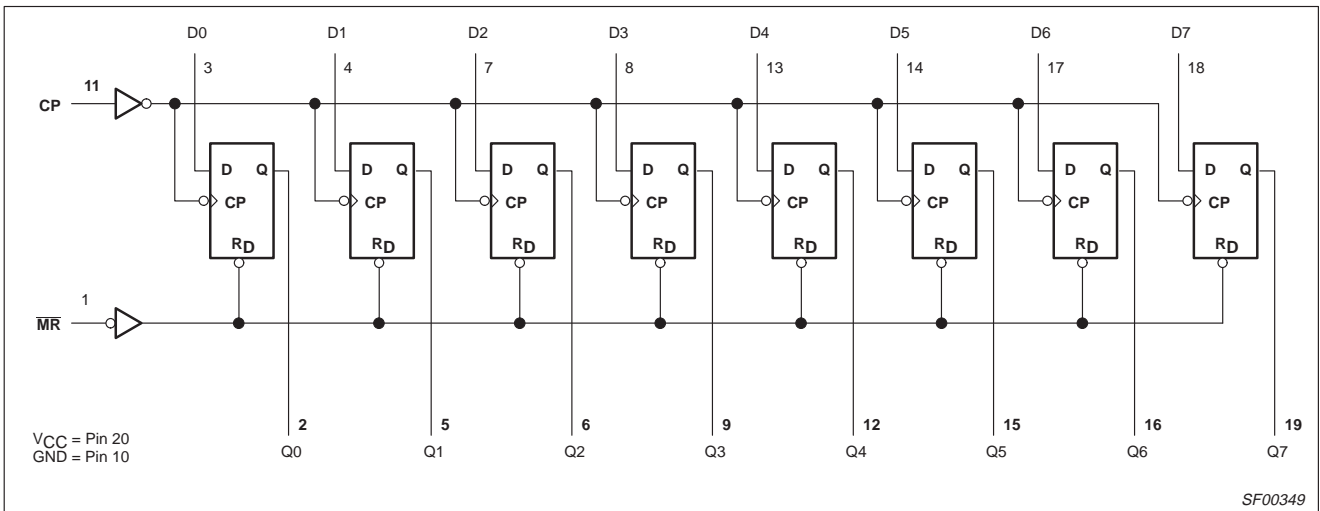 D0 D1 D2 D3 D4 D5 D6 D7
3 4 7 8 13 14 17 18
11
CP
D Q D Q D Q D Q D Q D Q D Q D Q
CP CP CP CP CP CP CP CP
RD RD RD RD RD RD RD RD
1
MR
2 5 6 9 12 15 16 19
VCC = Pin 20
GND = Pin 10
Q0 Q1 Q2 Q3 Q4 Q5 Q6 Q7
SF00349